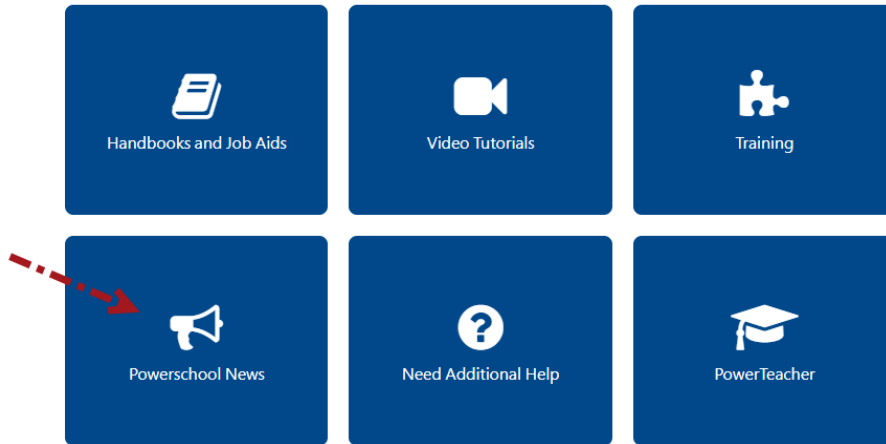 Handbooks and Job Aids
Video Tutorials
Training
Powerschool News
Need Additional Help
PowerTeacher